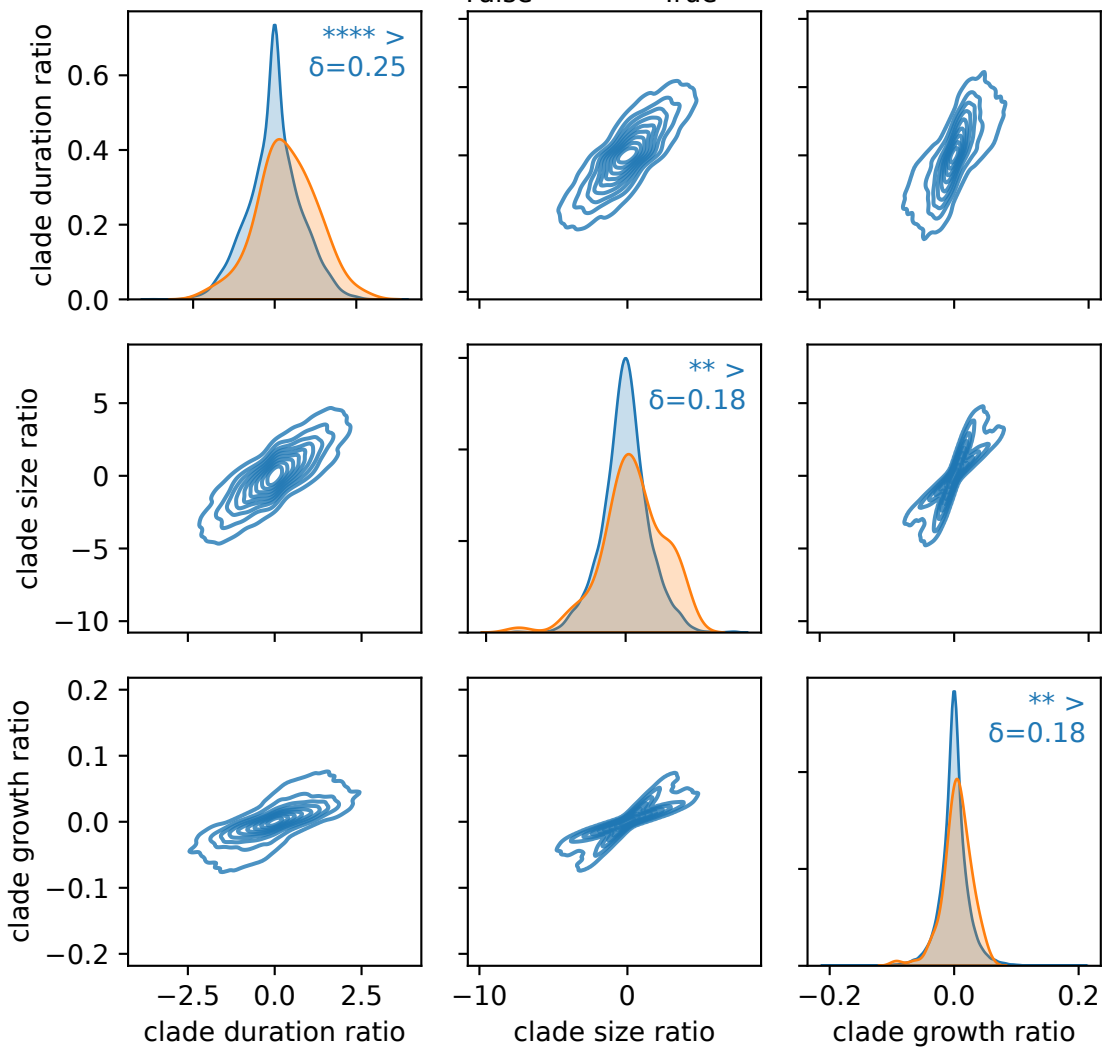 False True
clade duration ratio
0.6
0.4
0.2
0.0
**** >
δ=0.25
clade size ratio
5
0
−5
−10
** >
δ=0.18
clade growth ratio
0.2
0.1
0.0
−0.1
−0.2
** >
δ=0.18
−2.5 0.0 2.5
−10 0
−0.2 0.0 0.2
clade duration ratio
clade size ratio
clade growth ratio